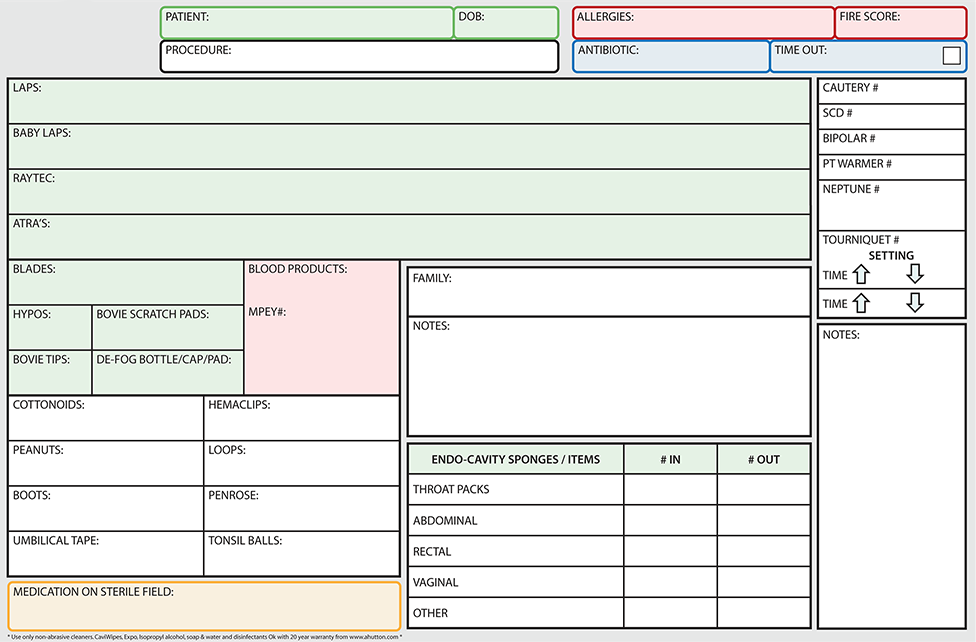 PATIENT:
DOB:
ALLERGIES:
FIRE SCORE:
PROCEDURE:
ANTIBIOTIC:
TIME OUT:
LAPS:
BABY LAPS:
RAYTEC:
ATRA'S:
BLADES:
HYPOS:
BOVIE SCRATCH PADS:
BOVIE TIPS:
DE-FOG BOTTLE/CAP/PAD:
BLOOD PRODUCTS:
MPEY#:
COTTONOIDS:
HEMACLIPS:
PEANUTS:
LOOPS:
BOOTS:
PENROSE:
UMBILICAL TAPE:
TONSIL BALLS:
MEDICATION ON STERILE FIELD:
* Use only non-abrasive cleaners. CaviWipes, Expo, Isopropyl alcohol, soap & water and disinfectants Ok with 20 year warranty from www.ahutton.com *
FAMILY:
NOTES:
ENDO-CAVITY SPONGES / ITEMS # IN # OUT
THROAT PACKS
ABDOMINAL
RECTAL
VAGINAL
OTHER
CAUTERY #
SCD #
BIPOLAR #
PT WARMER #
NEPTUNE #
TOURNIQUET #
SETTING
TIME
TIME
NOTES: